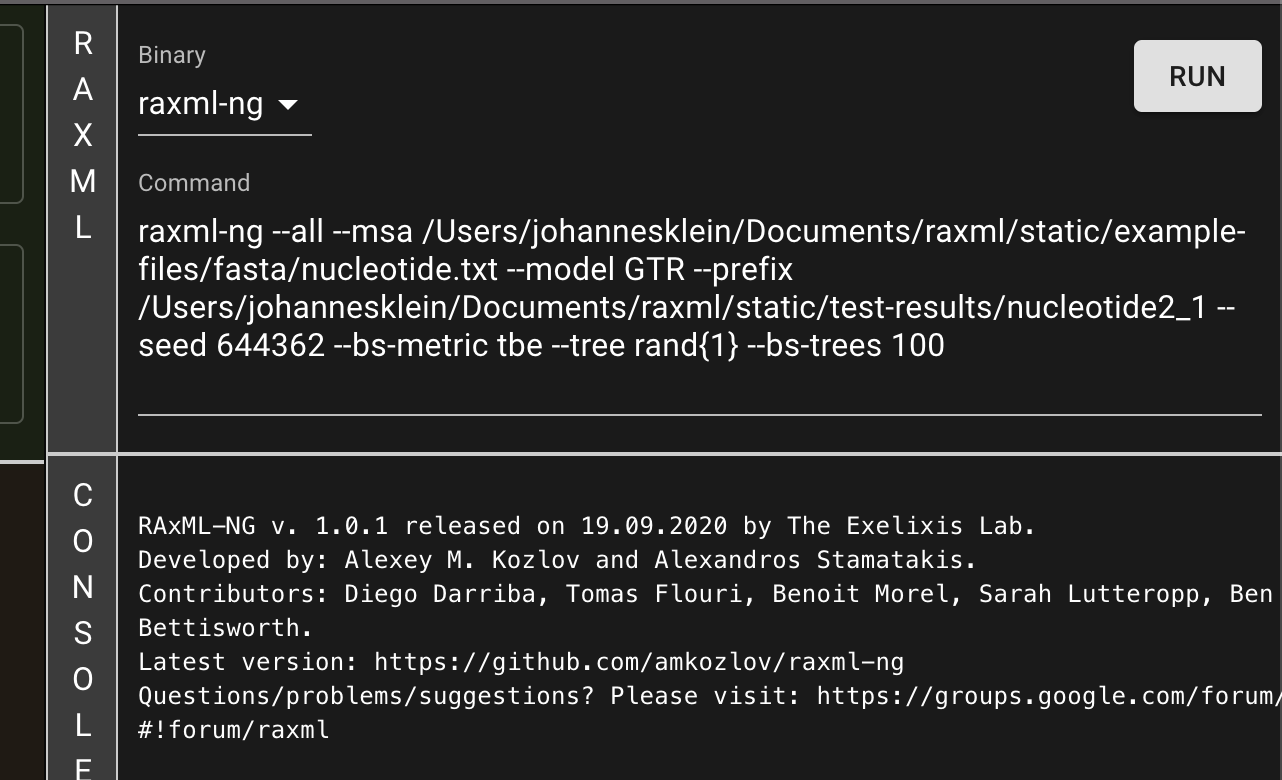 RAXML
Binary
raxml-ng
RUN
Command
raxml-ng --all --msa /Users/johannesklein/Documents/raxml/static/example-
files/fasta/nucleotide.txt --model GTR --prefix
/Users/johannesklein/Documents/raxml/static/test-results/nucleotide2_1 --
seed 644362 --bs-metric tbe --tree rand{1} --bs-trees 100
CONSOLE
RAxML-NG v. 1.0.1 released on 19.09.2020 by The Exelixis Lab.
Developed by: Alexey M. Kozlov and Alexandros Stamatakis.
Contributors: Diego Darriba, Tomas Flouri, Benoit Morel, Sarah Lutteropp, Ben
Bettisworth.
Latest version: https://github.com/amkozlov/raxml-ng
Questions/problems/suggestions? Please visit: https://groups.google.com/forum/
#!forum/raxml